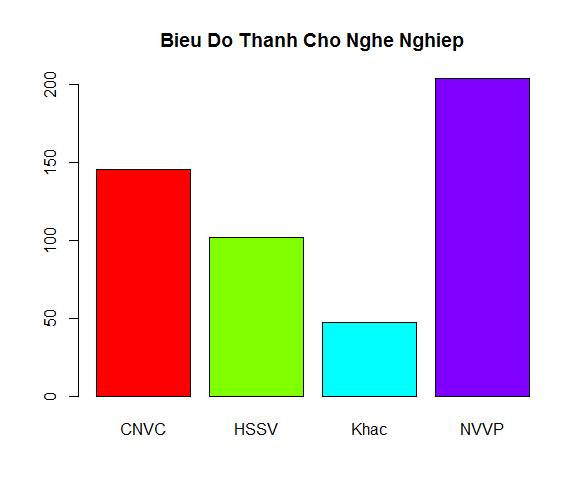 Bieu Do Thanh Cho Nghe Nghiep
200
150
100
50
0
CNVC HSSV Khac NVVP